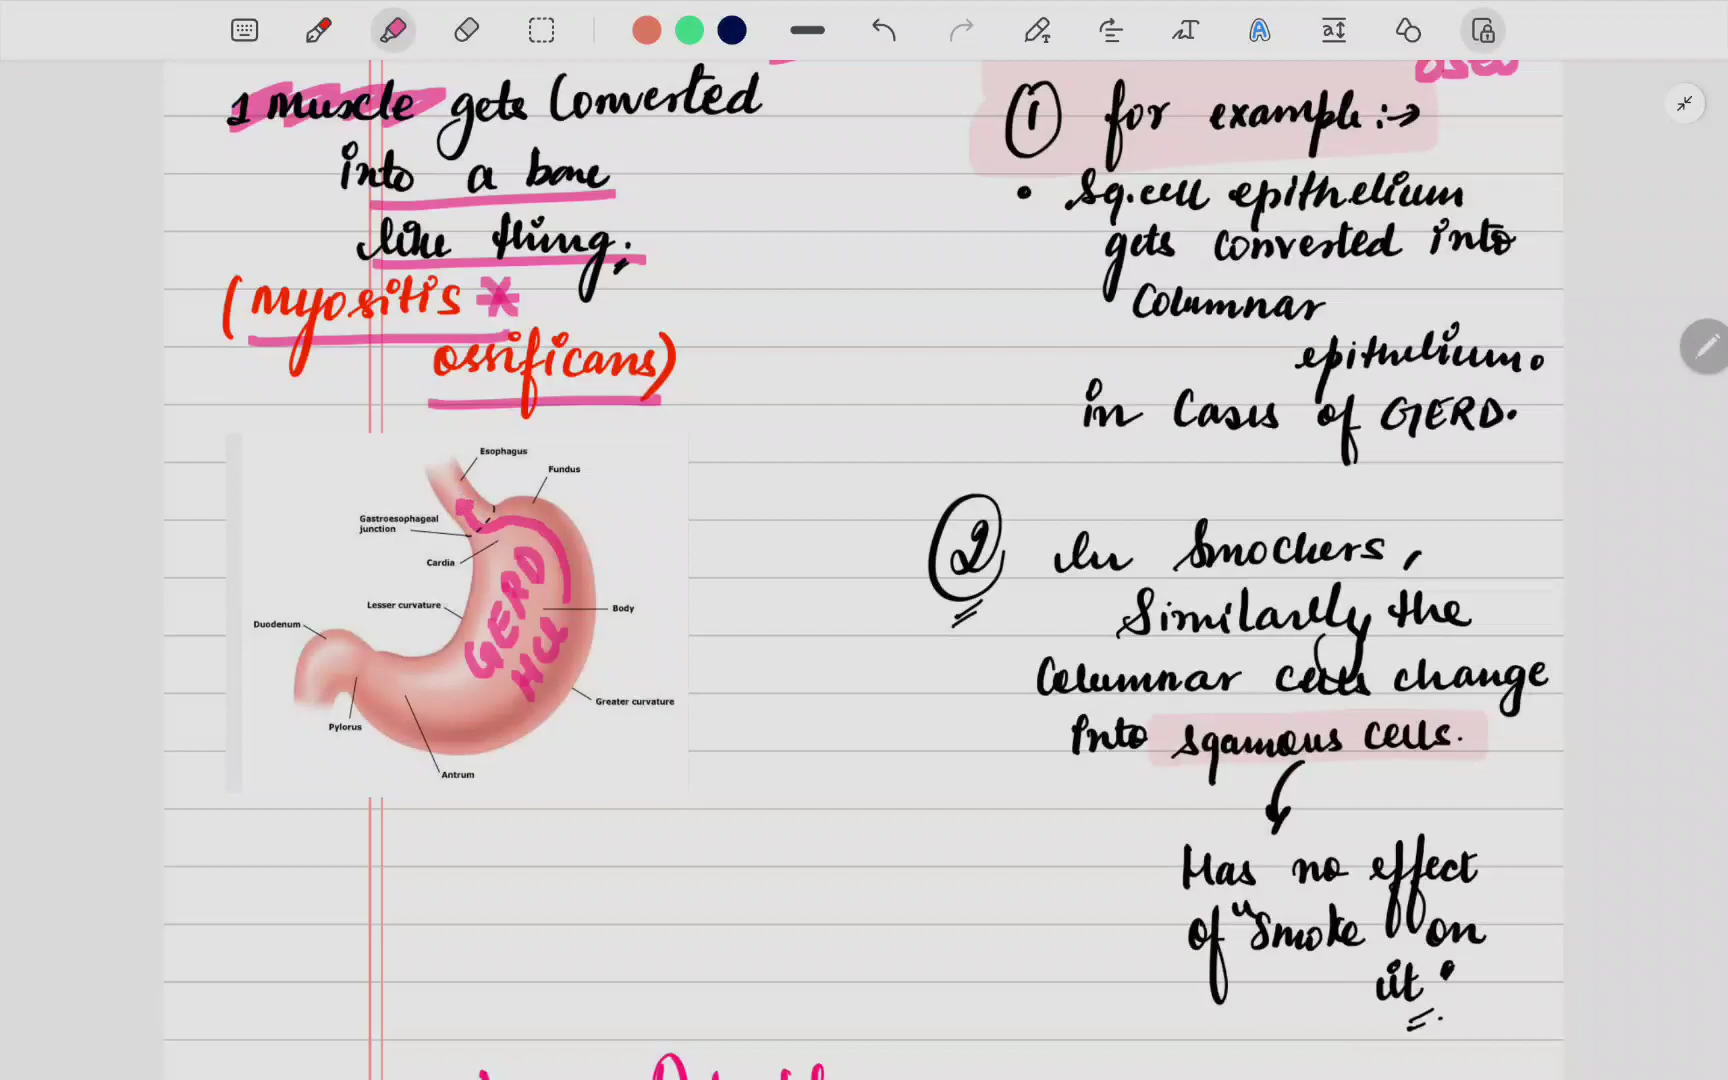 1 Muscle gets Converted
into a bone
like thing.
(Myositis *
ossificans)
Esophagus
Fundus
Gastroesophageal
junction
Cardia
Lesser curvature
Body
Duodenum
GERD
HCl
Greater curvature
Pylorus
Antrum
① for example:→
• Sq.cell epithelium
gets converted into
Columnar
epithelium.
in Cases of GERD.
② In Smockers,
Similarly the
Columnar cells change
into sqamous cells.
Has no effect
of "Smoke on
it.